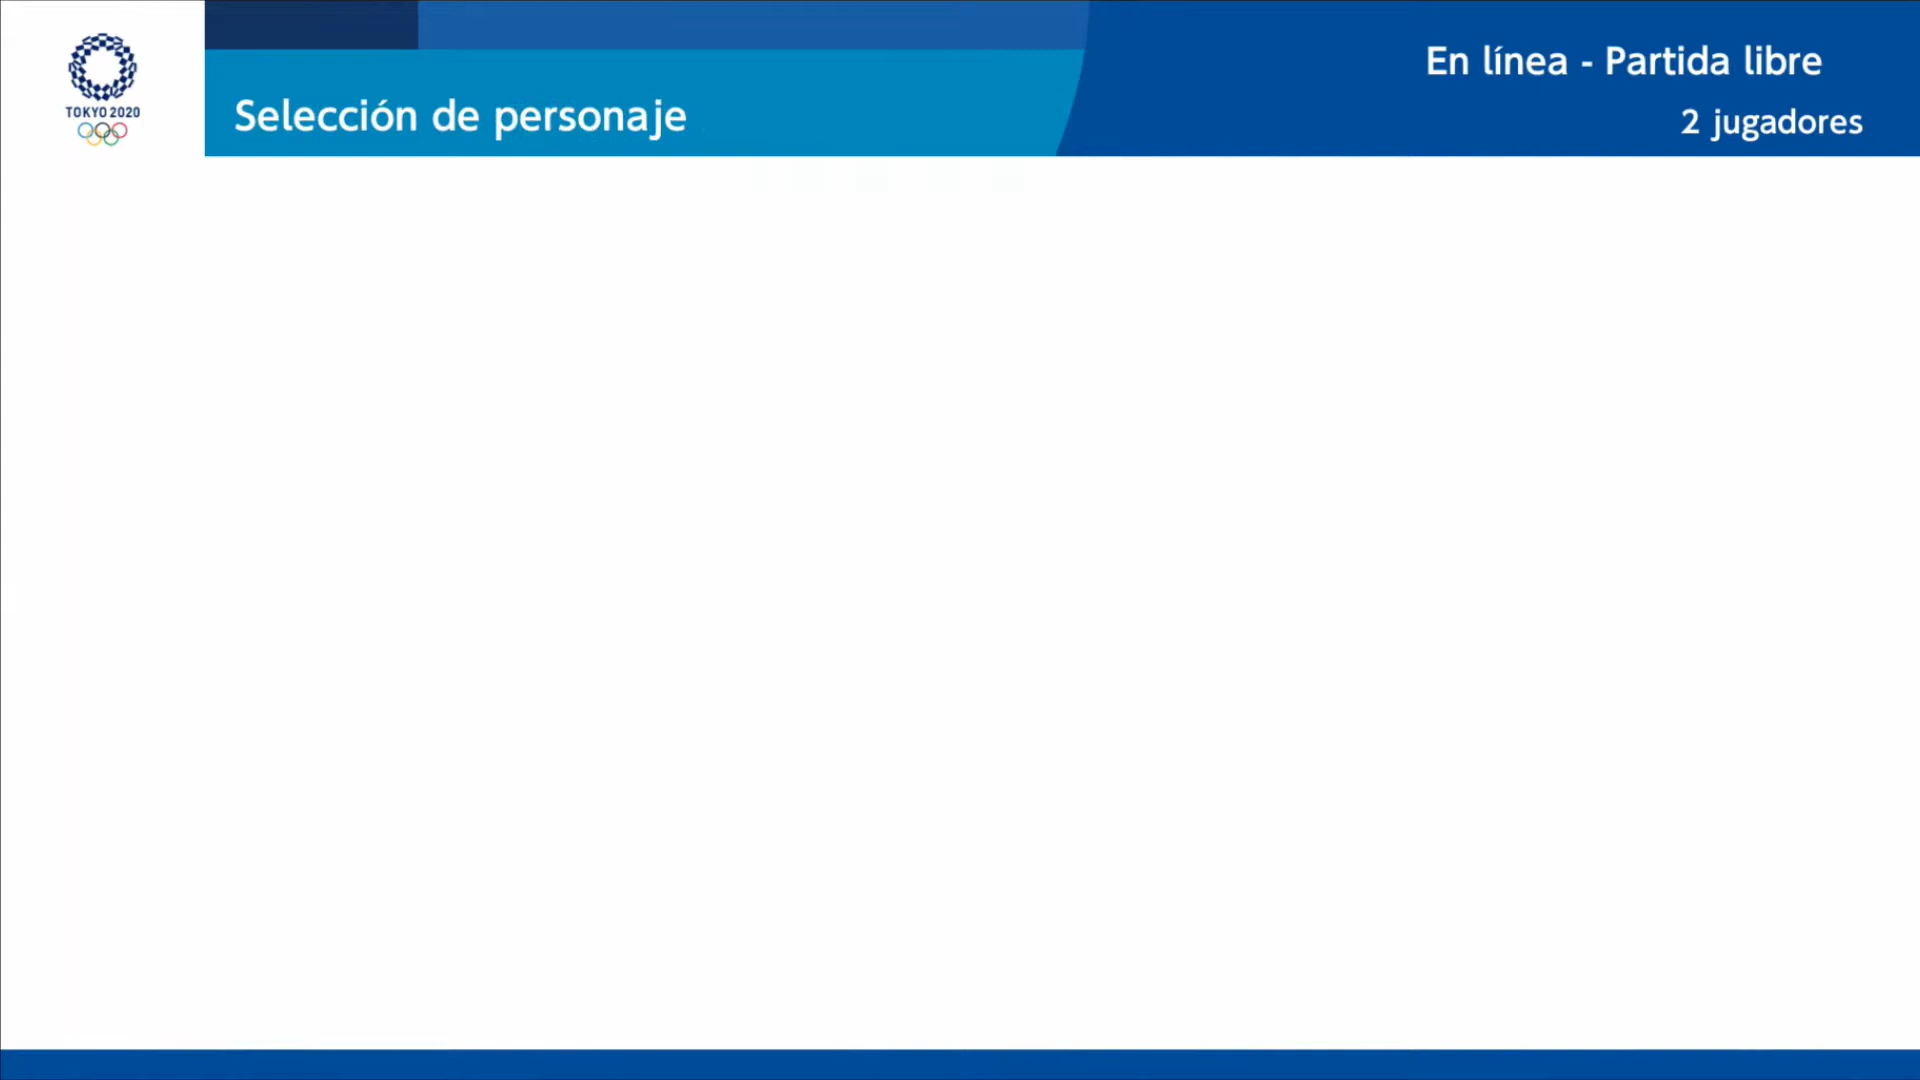 TOKYO 2020
Selección de personaje
En línea - Partida libre
2 jugadores